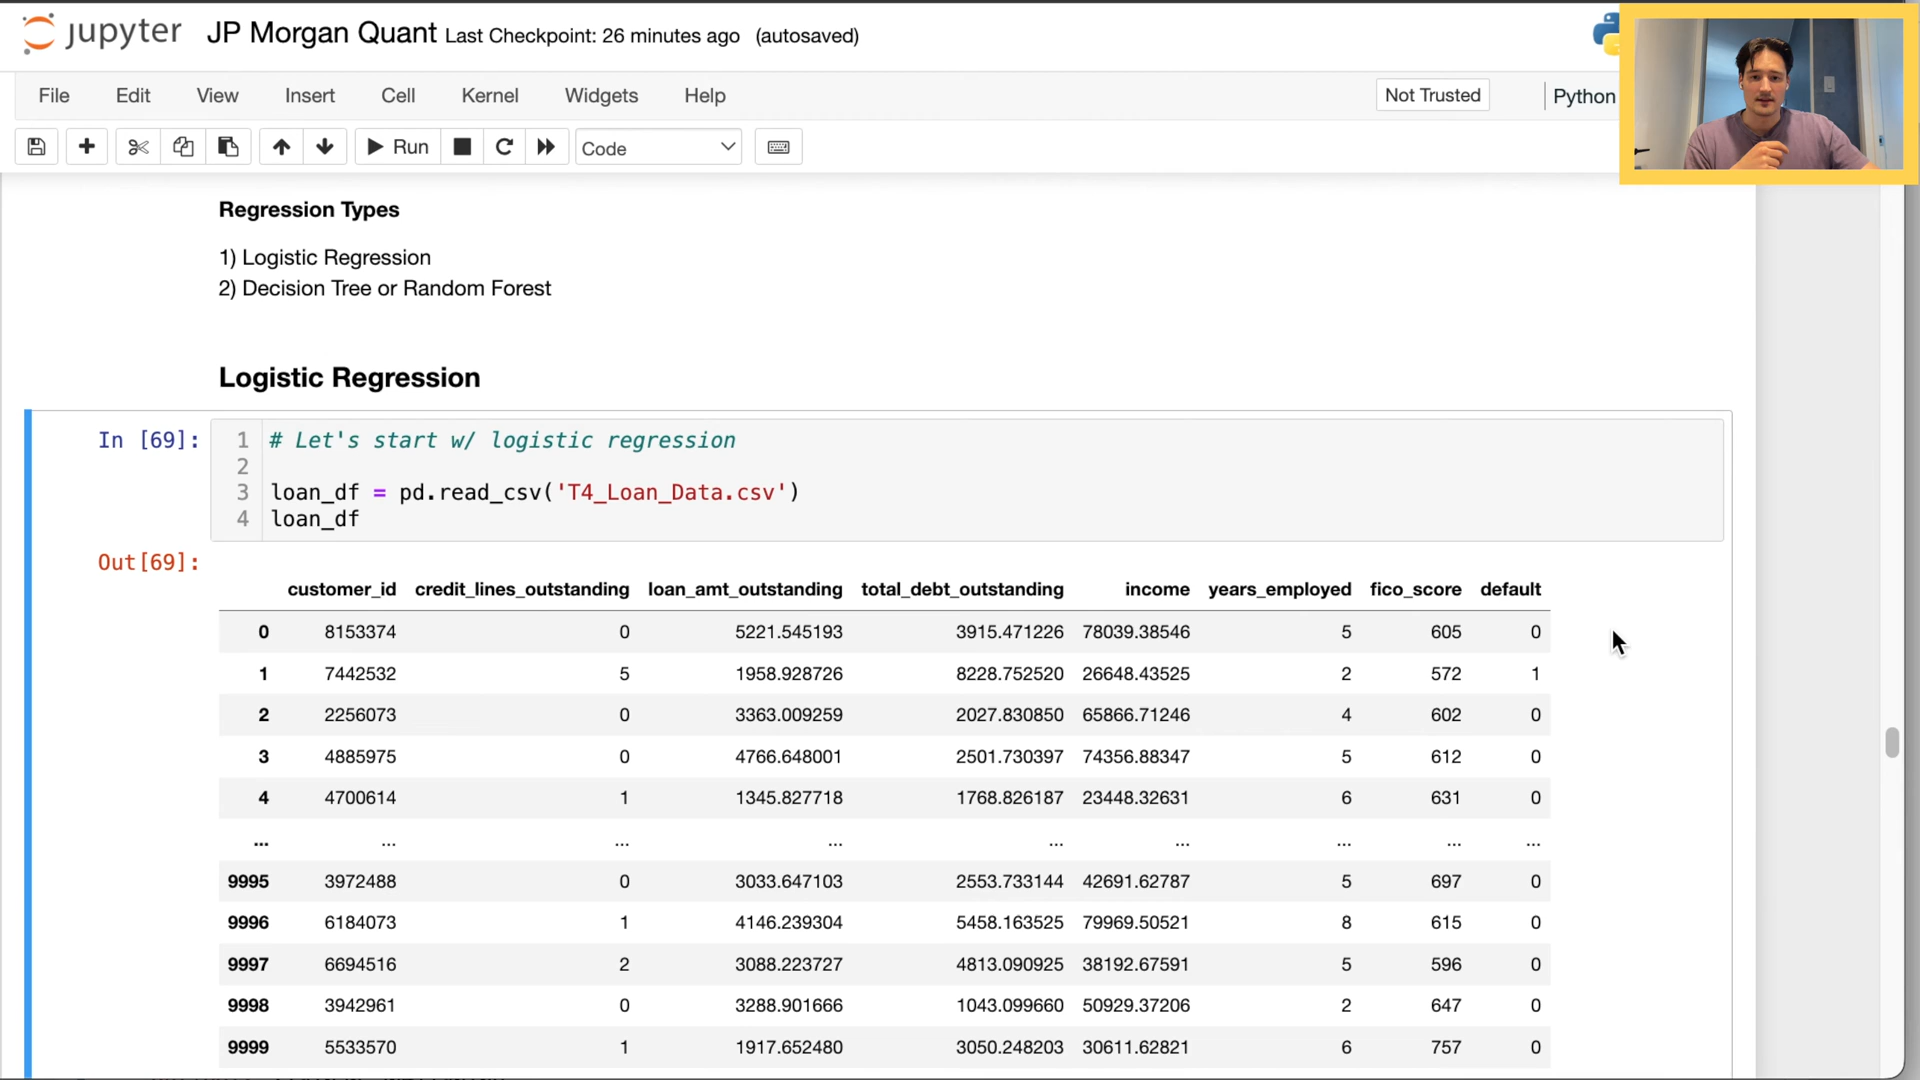 jupyter JP Morgan Quant Last Checkpoint: 26 minutes ago (autosaved)
File Edit View Insert Cell Kernel Widgets Help Not Trusted Python
Run Code
Regression Types
1) Logistic Regression
2) Decision Tree or Random Forest
Logistic Regression
In [69]: 1 # Let's start w/ logistic regression
2
3 loan_df = pd.read_csv('T4_Loan_Data.csv')
4 loan_df
Out[69]:
customer_id credit_lines_outstanding loan_amt_outstanding total_debt_outstanding income years_employed fico_score default
0 8153374 0 5221.545193 3915.471226 78039.38546 5 605 0
1 7442532 5 1958.928726 8228.752520 26648.43525 2 572 1
2 2256073 0 3363.009259 2027.830850 65866.71246 4 602 0
3 4885975 0 4766.648001 2501.730397 74356.88347 5 612 0
4 4700614 1 1345.827718 1768.826187 23448.32631 6 631 0
... ... ... ... ... ... ... ... ...
9995 3972488 0 3033.647103 2553.733144 42691.62787 5 697 0
9996 6184073 1 4146.239304 5458.163525 79969.50521 8 615 0
9997 6694516 2 3088.223727 4813.090925 38192.67591 5 596 0
9998 3942961 0 3288.901666 1043.099660 50929.37206 2 647 0
9999 5533570 1 1917.652480 3050.248203 30611.62821 6 757 0